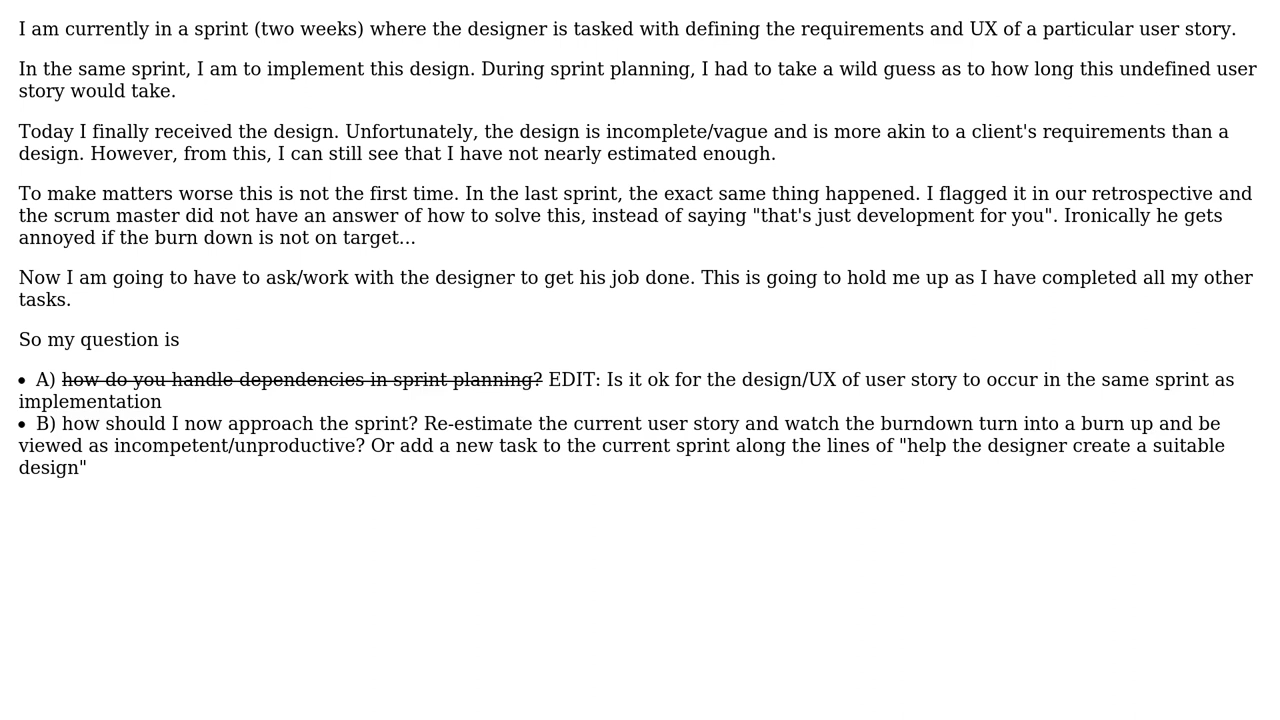 I am currently in a sprint (two weeks) where the designer is tasked with defining the requirements and UX of a particular user story.
In the same sprint, I am to implement this design. During sprint planning, I had to take a wild guess as to how long this undefined user
story would take.
Today I finally received the design. Unfortunately, the design is incomplete/vague and is more akin to a client's requirements than a
design. However, from this, I can still see that I have not nearly estimated enough.
To make matters worse this is not the first time. In the last sprint, the exact same thing happened. I flagged it in our retrospective and
the scrum master did not have an answer of how to solve this, instead of saying "that's just development for you". Ironically he gets
annoyed if the burn down is not on target...
Now I am going to have to ask/work with the designer to get his job done. This is going to hold me up as I have completed all my other
tasks.
So my question is
• A) how do you handle dependencies in sprint planning? EDIT: Is it ok for the design/UX of user story to occur in the same sprint as
implementation
• B) how should I now approach the sprint? Re-estimate the current user story and watch the burndown turn into a burn up and be
viewed as incompetent/unproductive? Or add a new task to the current sprint along the lines of "help the designer create a suitable
design"